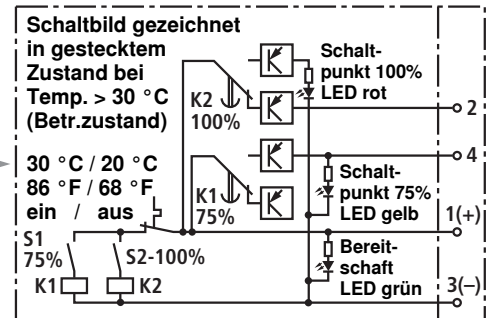 Schaltbild gezeichnet
in gestecktem
Zustand bei
Temp. > 30 °C
(Betr.zustand)
K2
100%
Schalt-
punkt 100%
LED rot
2
4
30 °C / 20 °C
86 °F / 68 °F
ein / aus
K1
75%
Schalt-
punkt 75%
LED gelb
1(+)
S1
75%
S2-100%
Bereit-
schaft
LED grün
K1
K2
3(–)